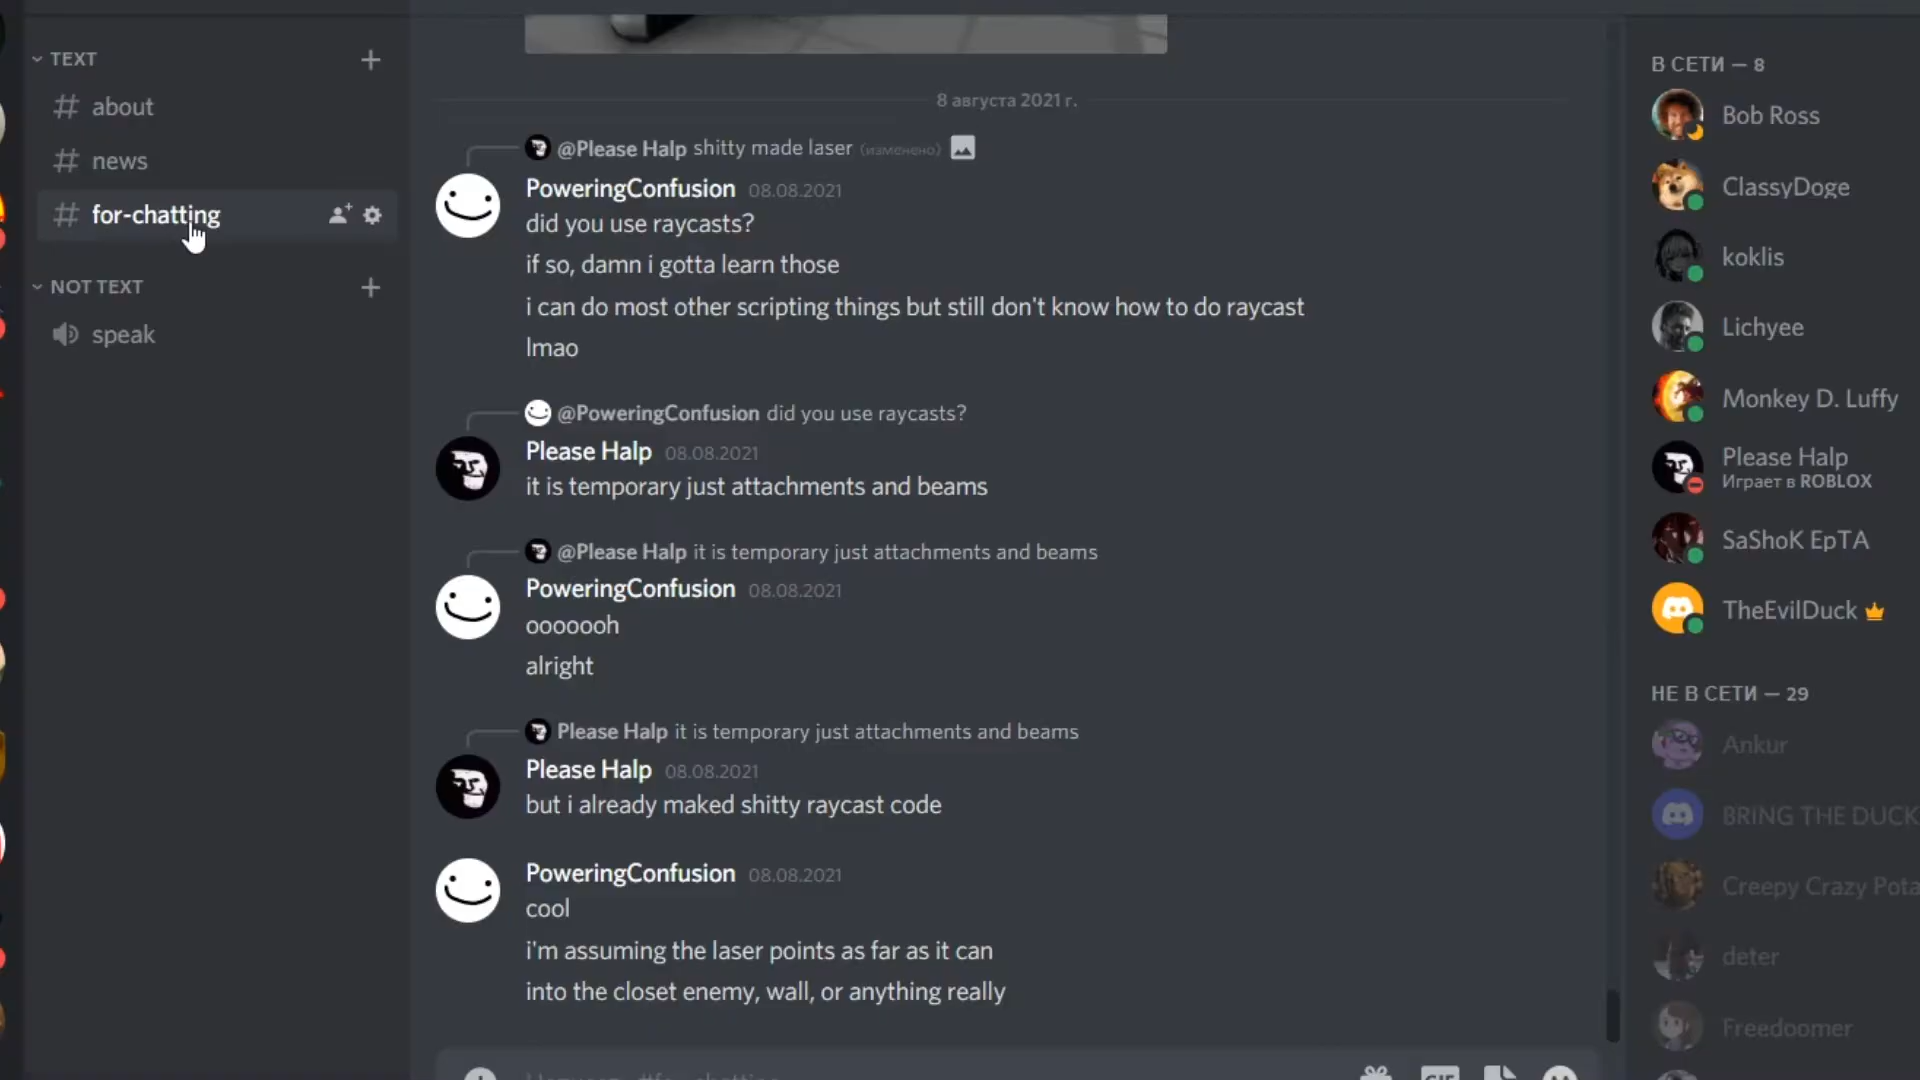 TEXT
about
news
for-chatting
NOT TEXT
speak
8 августа 2021 г.
@Please Halp shitty made laser (изменено)
PoweringConfusion 08.08.2021
did you use raycasts?
if so, damn i gotta learn those
i can do most other scripting things but still don't know how to do raycast
lmao
@PoweringConfusion did you use raycasts?
Please Halp 08.08.2021
it is temporary just attachments and beams
@Please Halp it is temporary just attachments and beams
PoweringConfusion 08.08.2021
ooooooh
alright
Please Halp it is temporary just attachments and beams
Please Halp 08.08.2021
but i already maked shitty raycast code
PoweringConfusion 08.08.2021
cool
i'm assuming the laser points as far as it can
into the closet enemy, wall, or anything really
GIF
В СЕТИ — 8
Bob Ross
ClassyDoge
koklis
Lichyee
Monkey D. Luffy
Please Halp
Играет в ROBLOX
SaShoK EpTA
TheEvilDuck
НЕ В СЕТИ — 29
Ankur
BRING THE DUCK
Creepy Crazy Pota
deter
Freedoomer